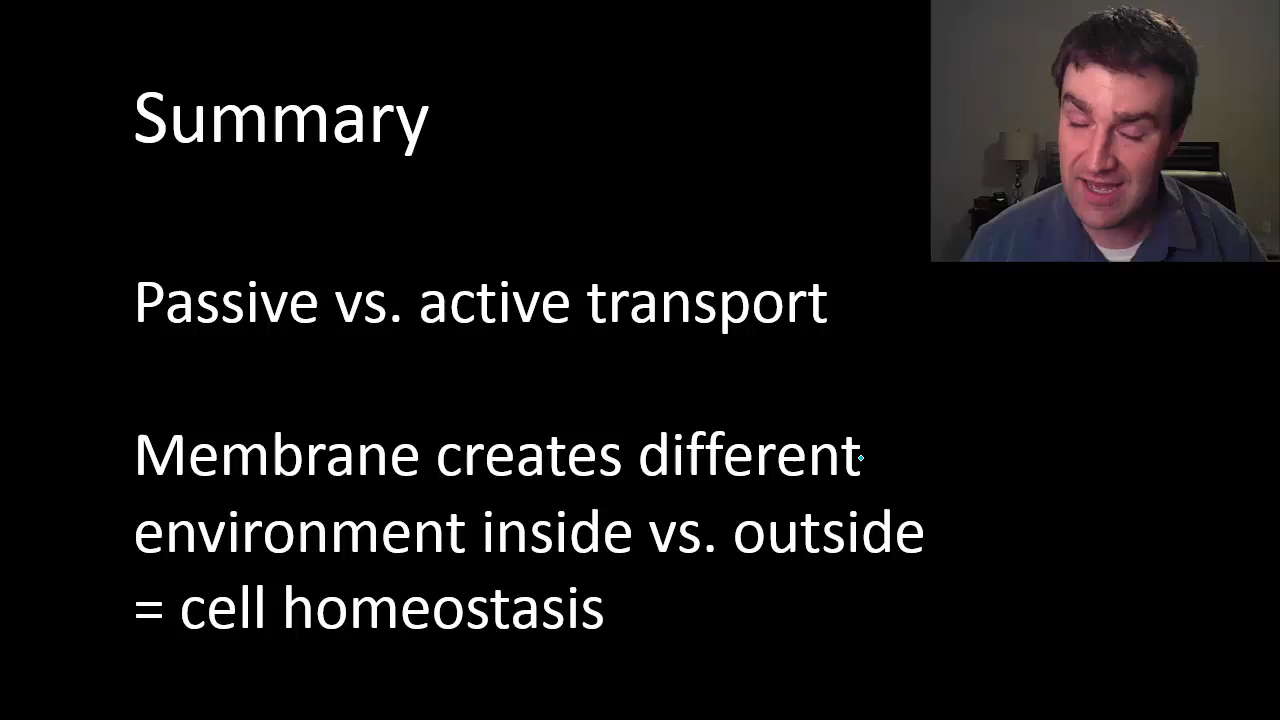 Summary
Passive vs. active transport
Membrane creates different
environment inside vs. outside
= cell homeostasis